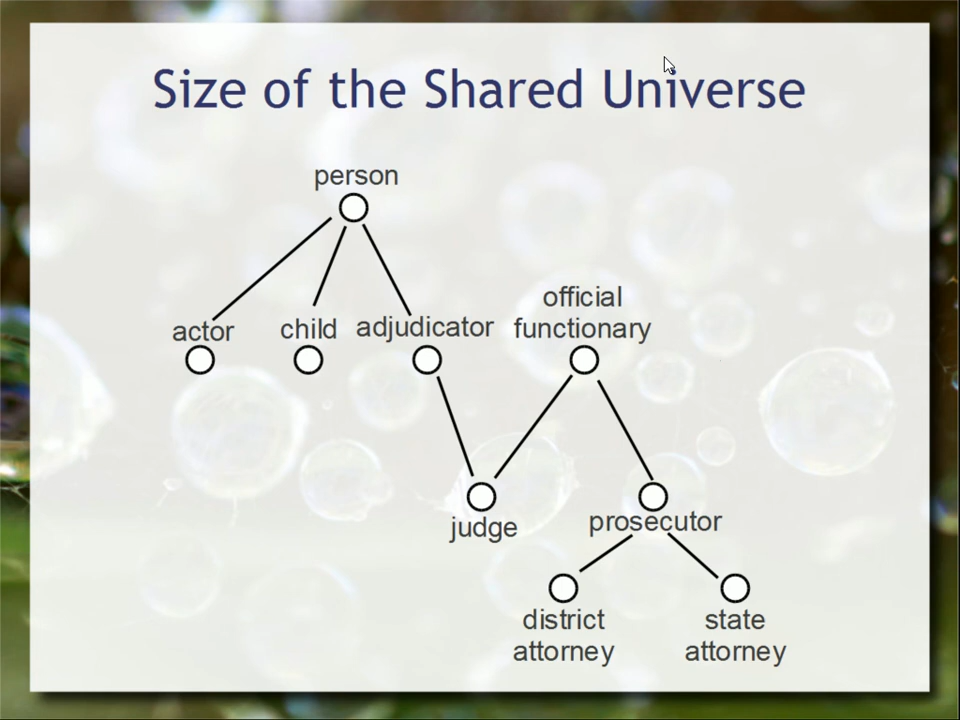 Size of the Shared Universe
person
official
functionary
actor
child
adjudicator
judge
prosecutor
district
attorney
state
attorney